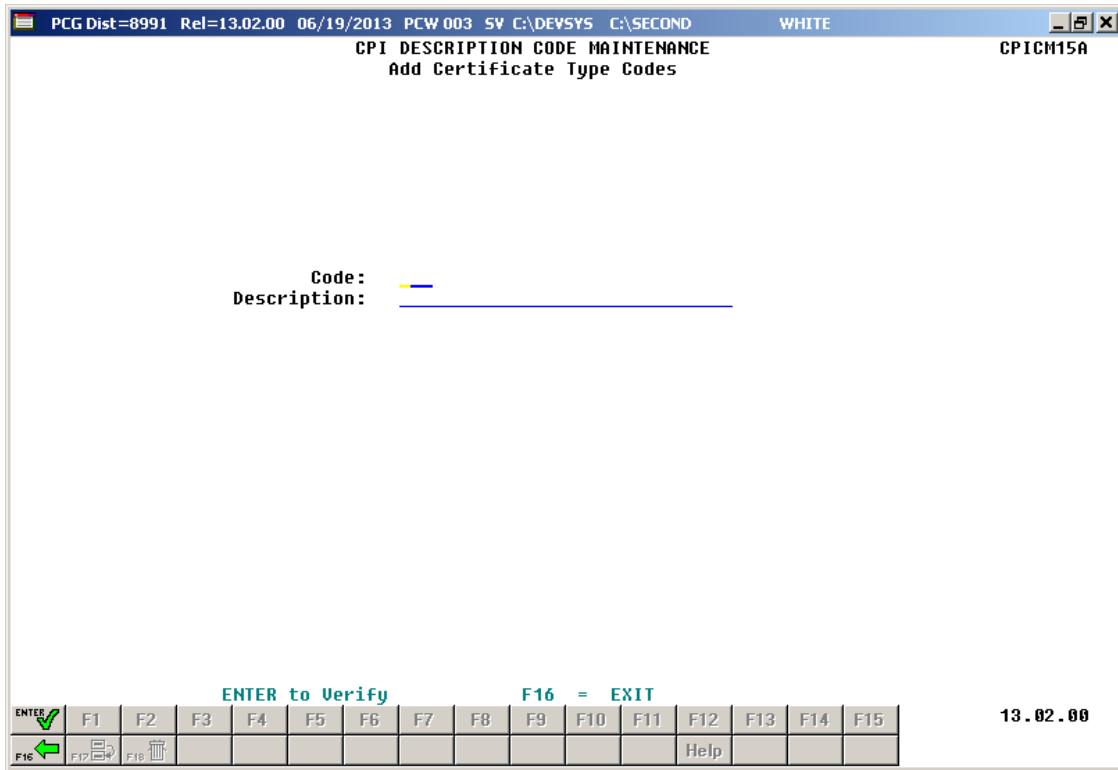 PCG Dist=8991 Rel=13.02.00 06/19/2013 PCW 003 SV C:\DEVSYS C:\SECOND WHITE
CPI DESCRIPTION CODE MAINTENANCE CPICM15A
Add Certificate Type Codes
Code:
Description:
ENTER to Verify F16 = EXIT
ENTER F1 F2 F3 F4 F5 F6 F7 F8 F9 F10 F11 F12 F13 F14 F15 13.02.00
F16 F17 F18 Help